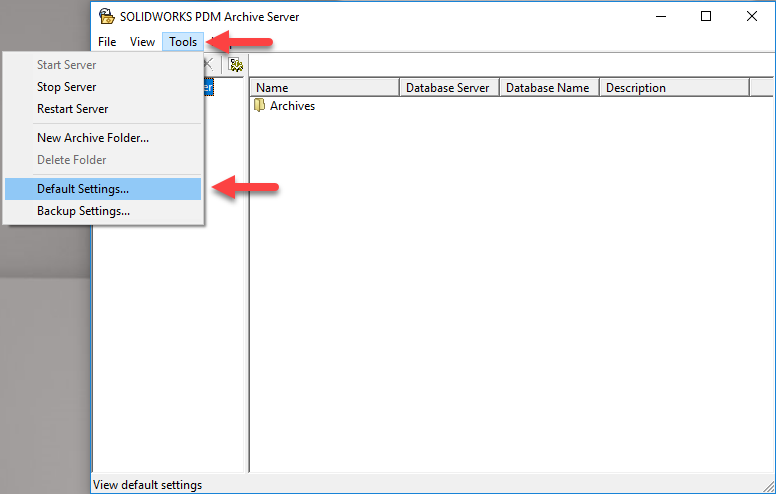 SOLIDWORKS PDM Archive Server
File View Tools
Start Server
Stop Server
Restart Server
New Archive Folder...
Delete Folder
Default Settings...
Backup Settings...
Name Database Server Database Name Description
Archives
View default settings